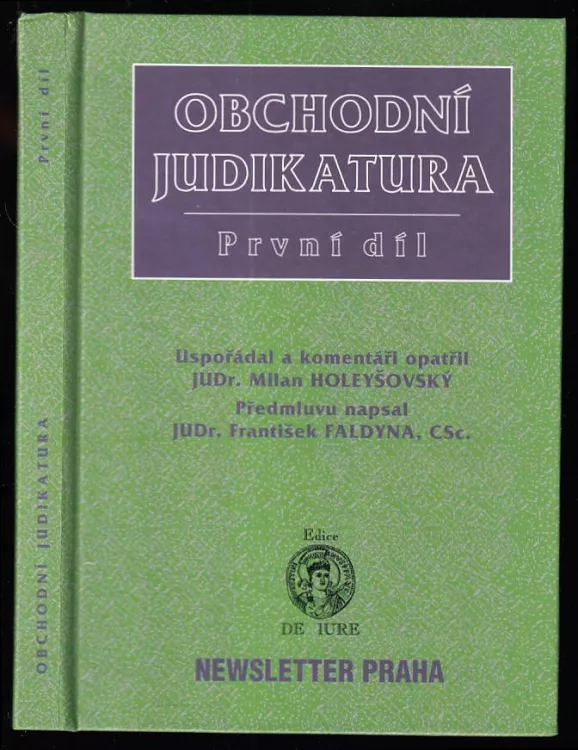 První díl
OBCHODNÍ JUDIKATURA
OBCHODNÍ
JUDIKATURA
První díl
Uspořádal a komentáři opatřil
JUDr. Milan HOLEYŠOVSKÝ
Předmluvu napsal
JUDr. František FALDYNA, CSc.
Edice
DE IURE
NEWSLETTER PRAHA